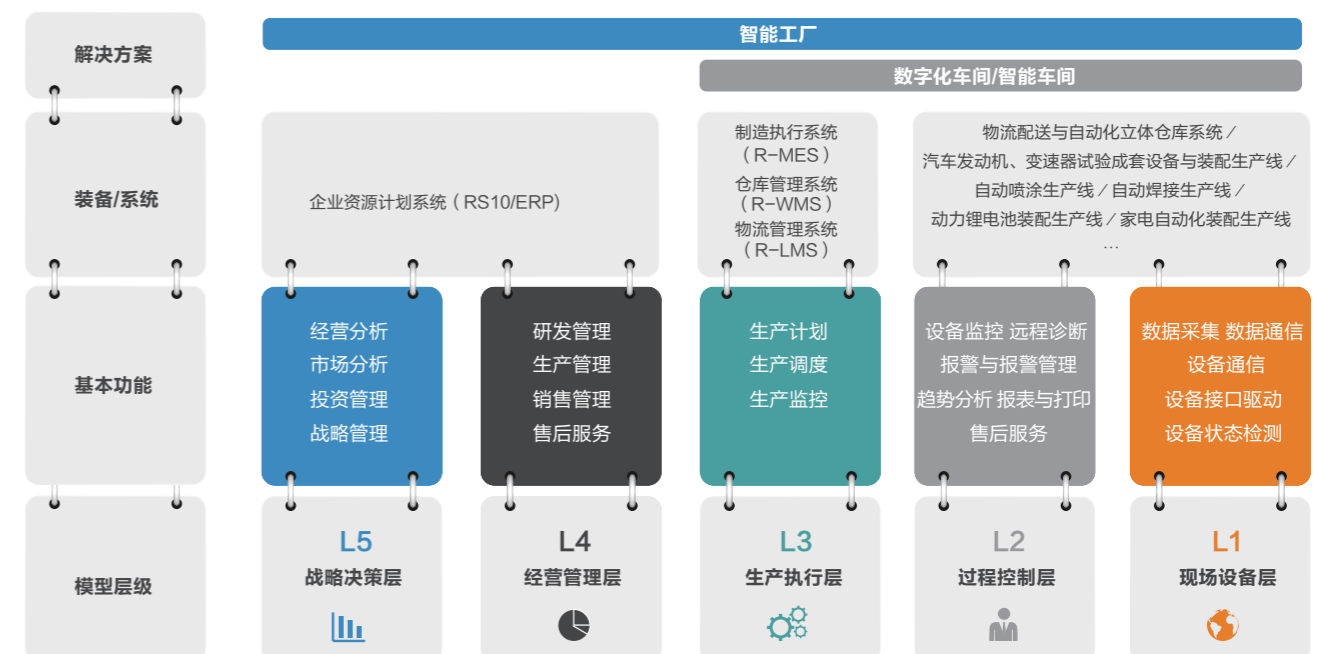 解决方案
智能工厂
数字化车间/智能车间
装备/系统
企业资源计划系统（RS10/ERP)
制造执行系统
（R-MES）
仓库管理系统
（R-WMS）
物流管理系统
（R-LMS）
物流配送与自动化立体仓库系统／
汽车发动机、变速器试验成套设备与装配生产线／
自动喷涂生产线／自动焊接生产线／
动力锂电池装配生产线／家电自动化装配生产线
…
基本功能
经营分析
市场分析
投资管理
战略管理
研发管理
生产管理
销售管理
售后服务
生产计划
生产调度
生产监控
设备监控 远程诊断
报警与报警管理
趋势分析 报表与打印
售后服务
数据采集 数据通信
设备通信
设备接口驱动
设备状态检测
模型层级
L5
战略决策层
L4
经营管理层
L3
生产执行层
L2
过程控制层
L1
现场设备层